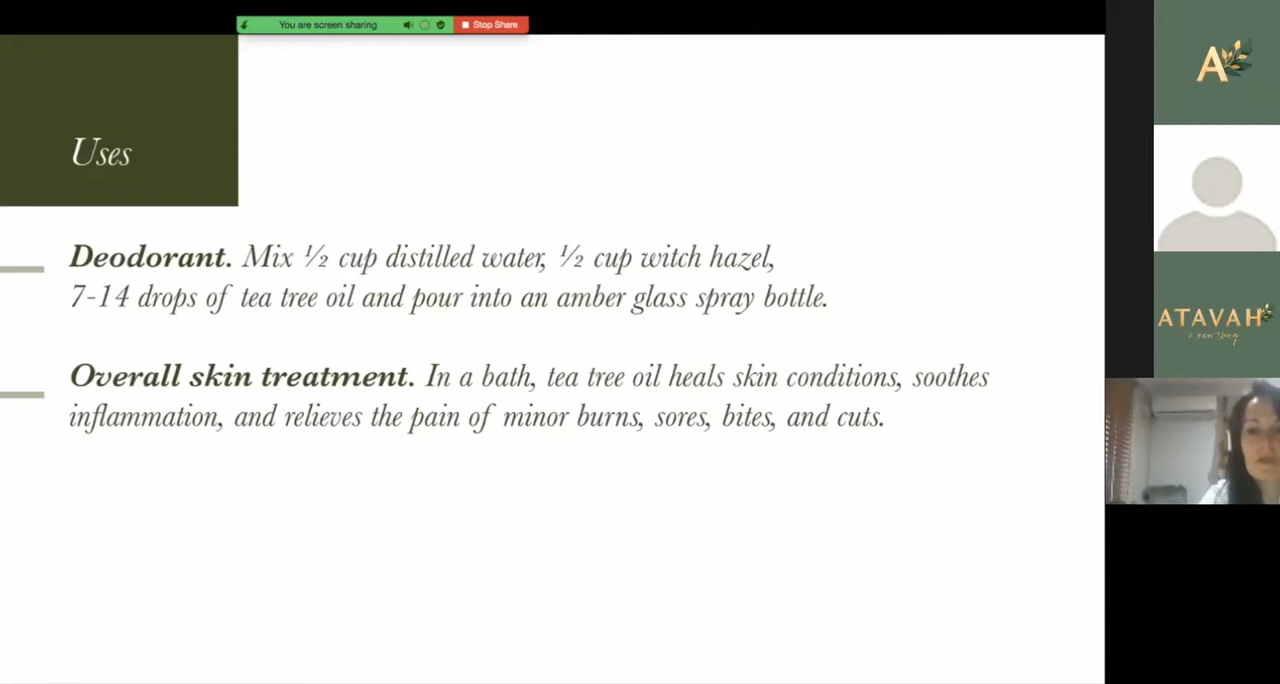 You are screen sharing
Stop Share
Uses
Deodorant. Mix ½ cup distilled water, ½ cup witch hazel,
7-14 drops of tea tree oil and pour into an amber glass spray bottle.
Overall skin treatment. In a bath, tea tree oil heals skin conditions, soothes
inflammation, and relieves the pain of minor burns, sores, bites, and cuts.
A
ATAVAH